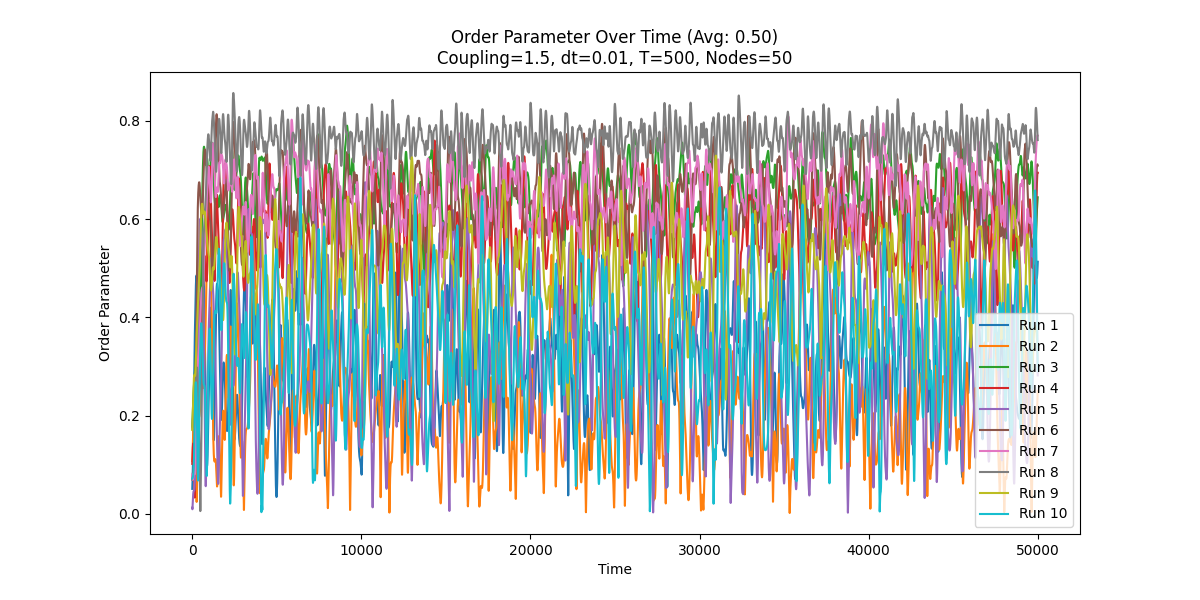 Order Parameter Over Time (Avg: 0.50)
Coupling=1.5, dt=0.01, T=500, Nodes=50
Order Parameter
0.8
0.6
0.4
0.2
0.0
Run 1
Run 2
Run 3
Run 4
Run 5
Run 6
Run 7
Run 8
Run 9
Run 10
0 10000 20000 30000 40000 50000
Time